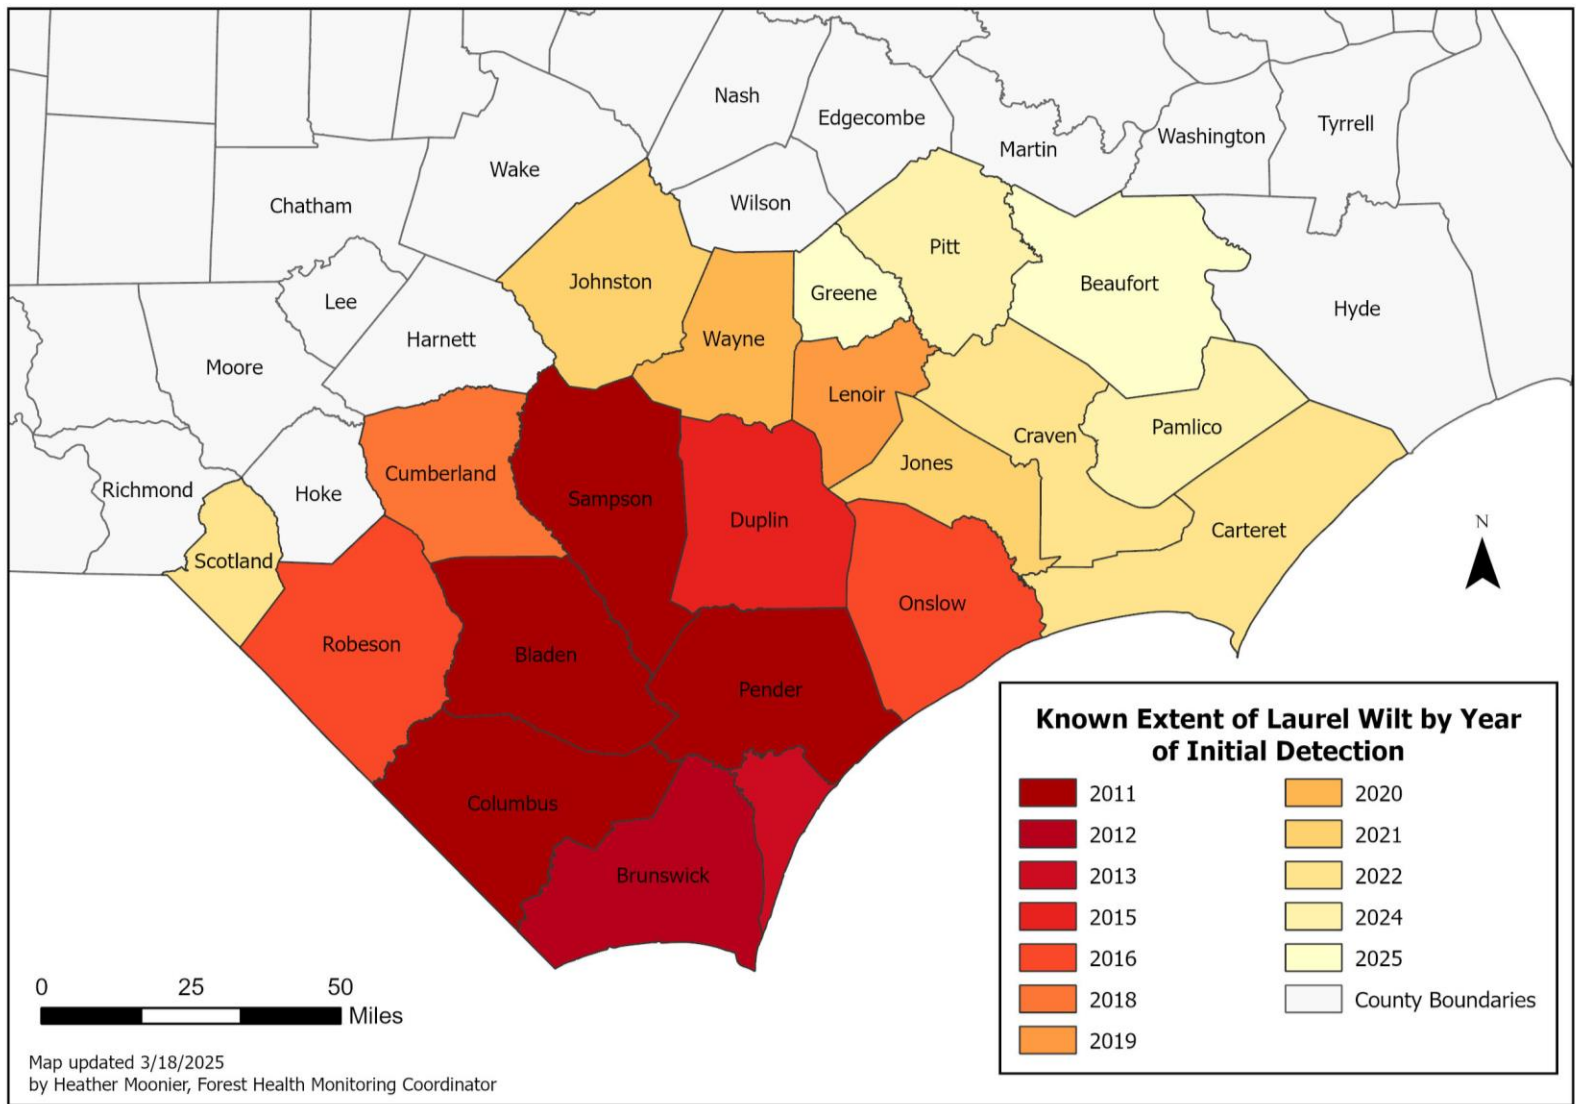 Nash
Edgecombe
Martin
Washington
Tyrrell
Wake
Chatham
Wilson
Pitt
Beaufort
Hyde
Johnston
Greene
Lee
Harnett
Wayne
Moore
Lenoir
Craven
Pamlico
Jones
Cumberland
Richmond
Hoke
Sampson
Duplin
Carteret
N
Scotland
Onslow
Robeson
Bladen
Pender
Columbus
Brunswick
Known Extent of Laurel Wilt by Year
of Initial Detection
2011
2012
2013
2015
2016
2018
2019
2020
2021
2022
2024
2025
County Boundaries
0 25 50
Miles
Map updated 3/18/2025
by Heather Moonier, Forest Health Monitoring Coordinator